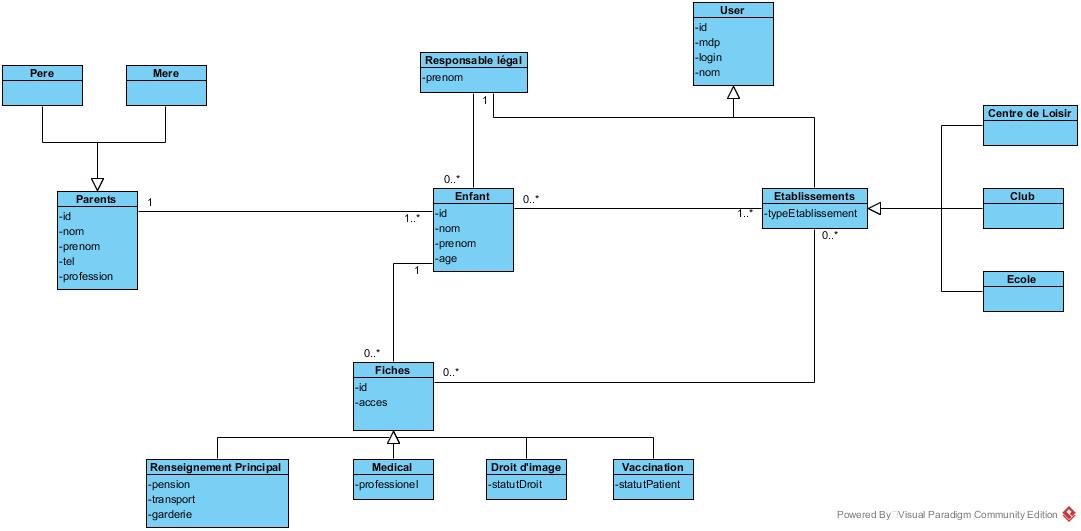 User
-id
-mdp
-login
-nom
Responsable légal
-prenom
1
Pere
Mere
Centre de Loisir
Parents
-id
-nom
-prenom
-tel
-profession
1
0..*
1..*
Enfant
-id
-nom
-prenom
-age
0..*
1..*
Etablissements
-typeEtablissement
0..*
Club
Ecole
1
0..*
Fiches
-id
-acces
0..*
Renseignement Principal
-pension
-transport
-garderie
Medical
-professionel
Droit d'image
-statutDroit
Vaccination
-statutPatient
Powered By Visual Paradigm Community Edition